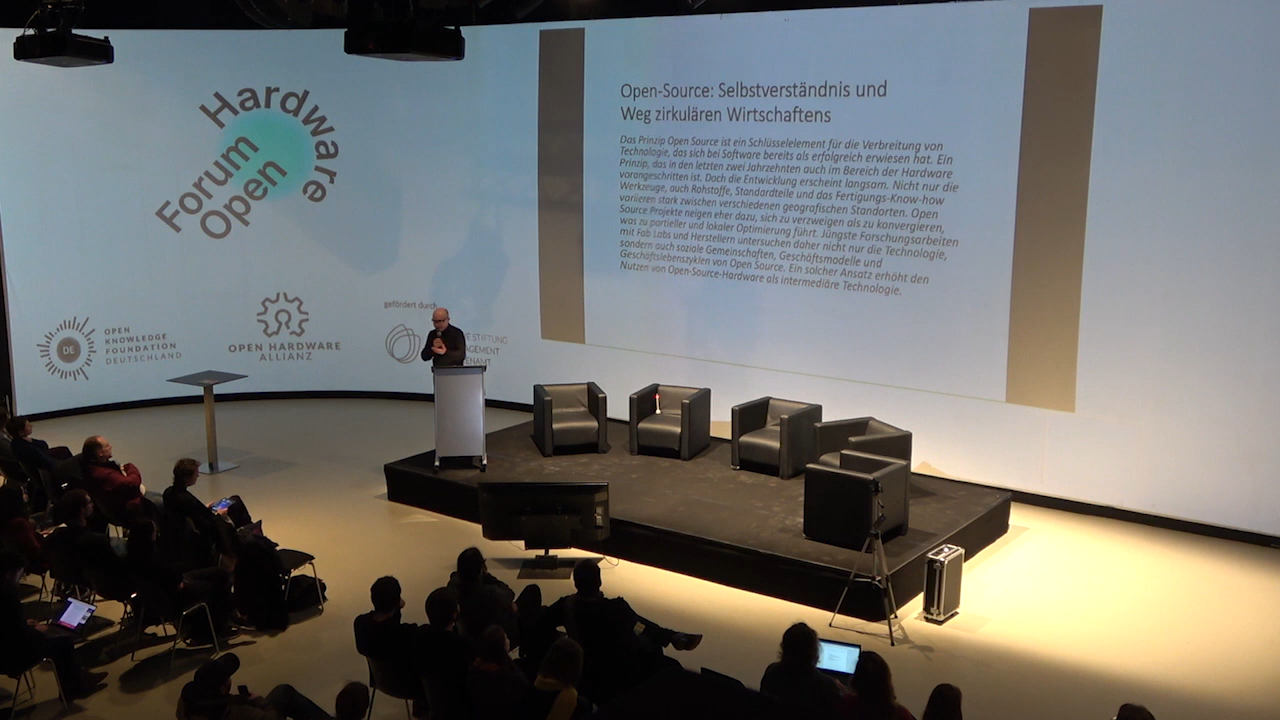 Hardware
Forum
Open
OPEN
KNOWLEDGE
FOUNDATION
DEUTSCHLAND
DE
OPEN HARDWARE
ALLIANZ
gefördert durch
STIFTUNG
Open-Source: Selbstverständnis und
Weg zirkulären Wirtschaftens
Das Prinzip Open Source ist ein Schlüsselelement für die Verbreitung von
Technologie, das sich bei Software bereits als erfolgreich erwiesen hat. Ein
Prinzip, das in den letzten zwei Jahrzehnten auch im Bereich der Hardware
vorangeschritten ist. Doch die Entwicklung erscheint langsam. Nicht nur die
Werkzeuge, auch Rohstoffe, Standardteile und das Fertigungs-Know-how
variieren stark zwischen verschiedenen geografischen Standorten. Open
Source Projekte neigen eher dazu, sich zu verzweigen als zu konvergieren,
was zu partieller und lokaler Optimierung führt. Jüngste Forschungsarbeiten
mit Fab Labs und Herstellern untersuchen daher nicht nur die Technologie,
sondern auch soziale Gemeinschaften, Geschäftsmodelle und
Geschäftslebenszyklen von Open Source. Ein solcher Ansatz erhöht den
Nutzen von Open-Source-Hardware als intermediäre Technologie.